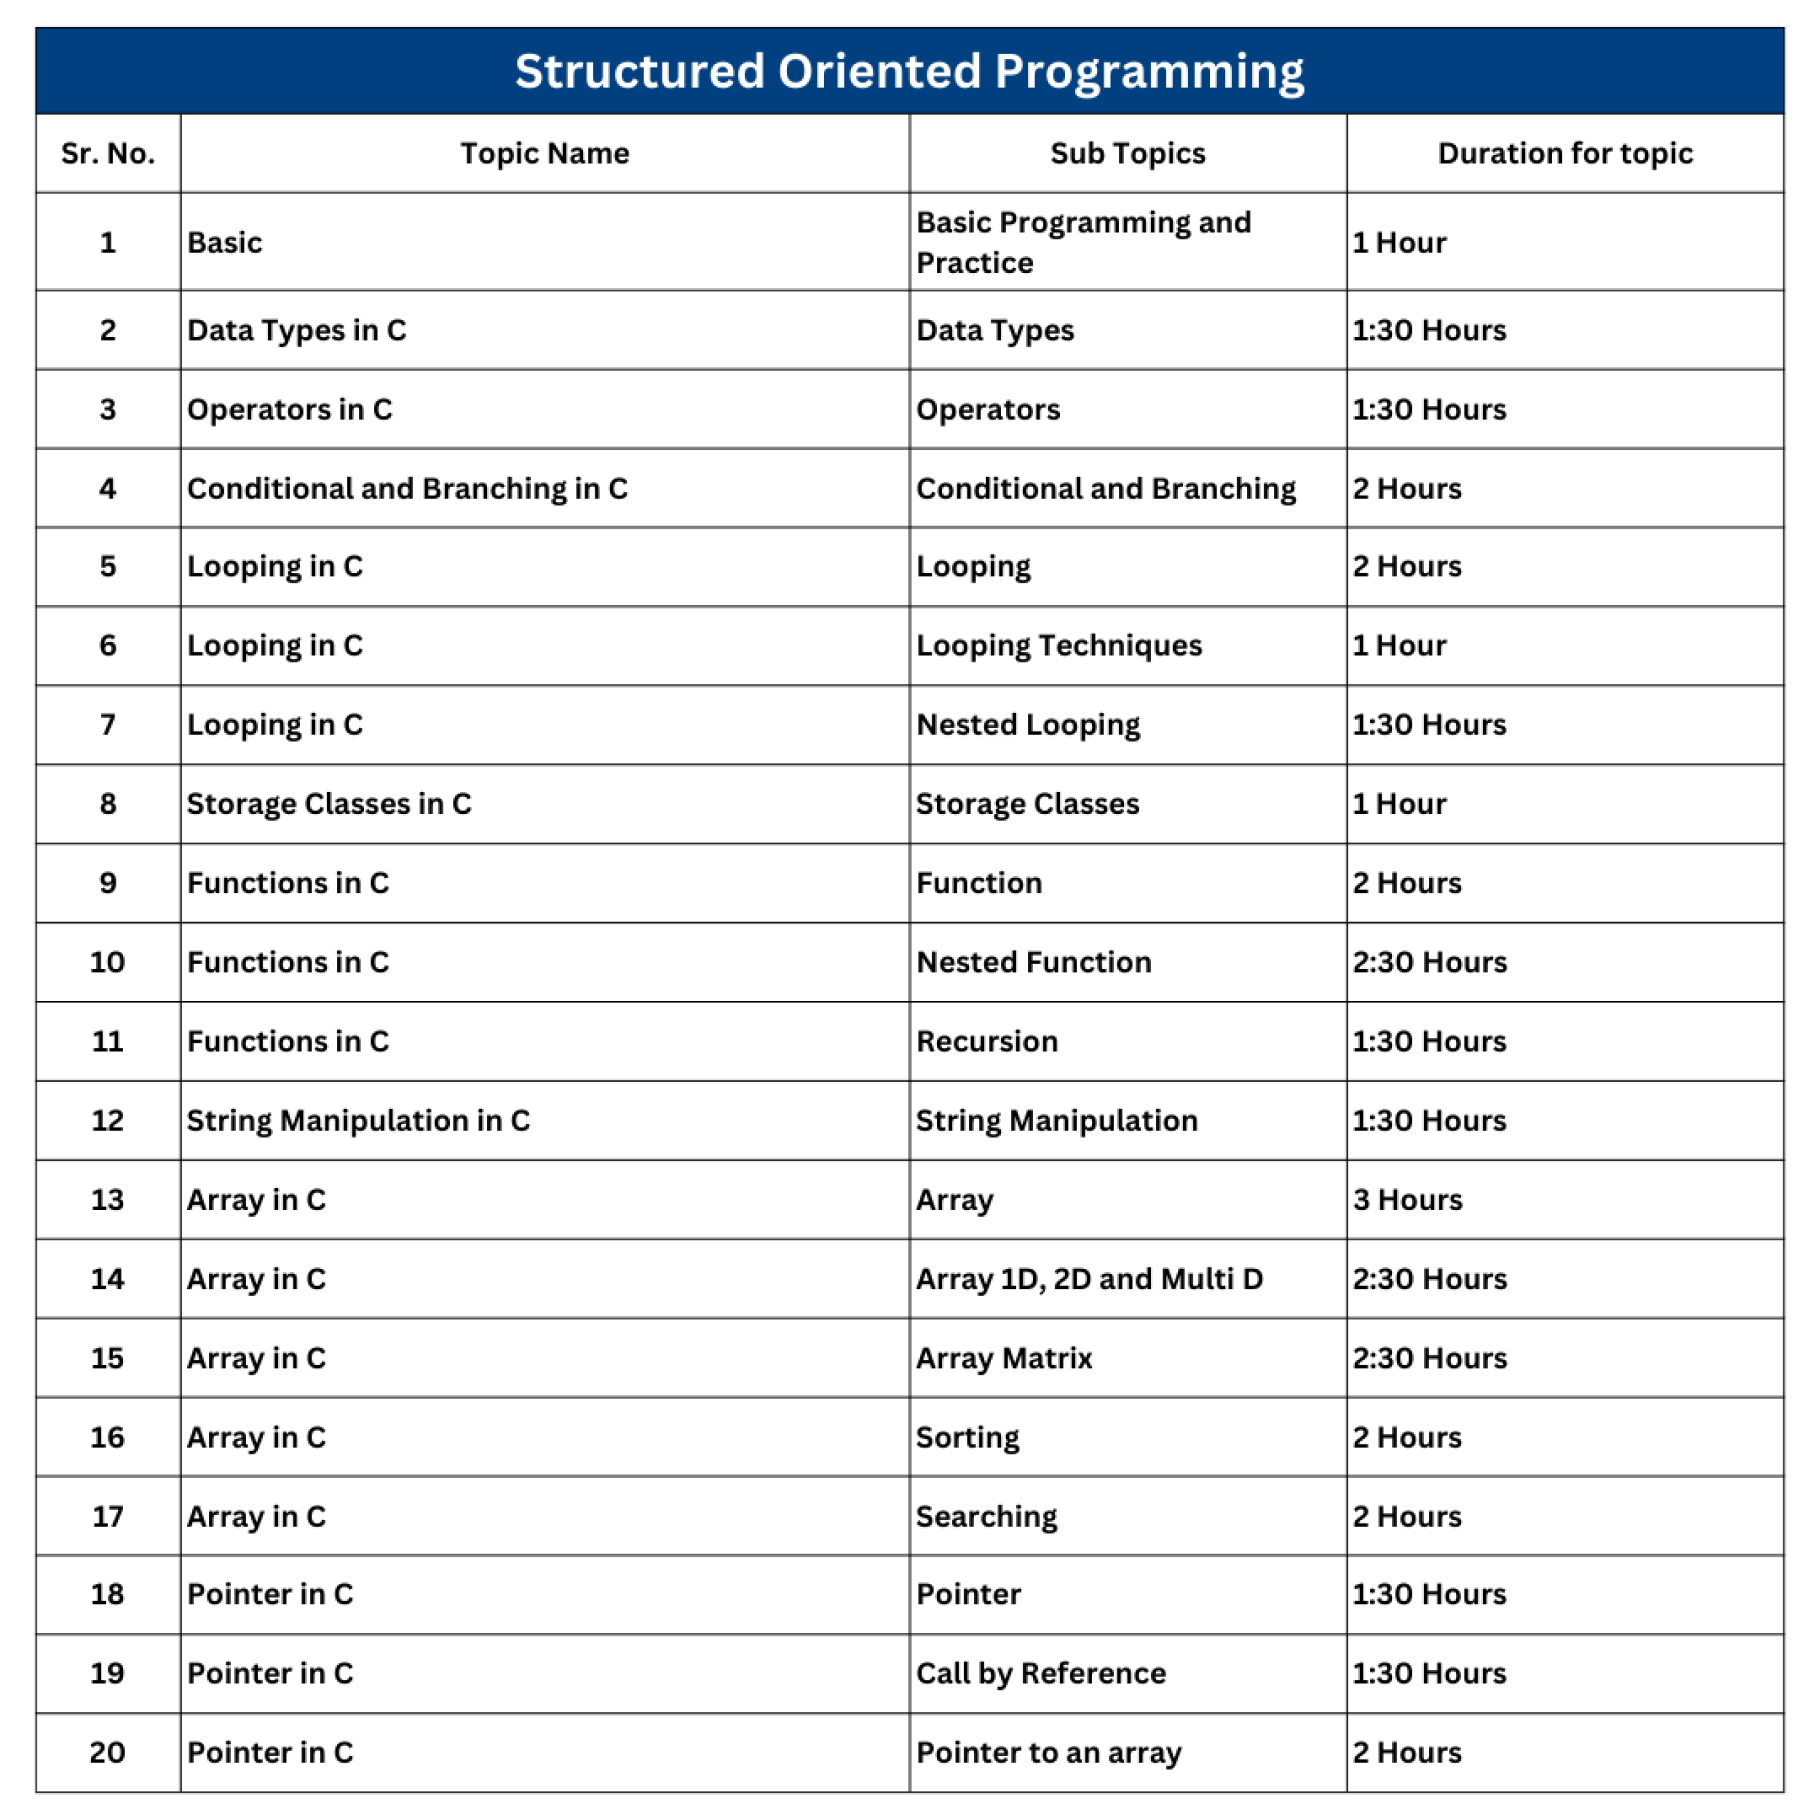 Structured Oriented Programming
Sr. No. Topic Name Sub Topics Duration for topic
1 Basic Basic Programming and Practice 1 Hour
2 Data Types in C Data Types 1:30 Hours
3 Operators in C Operators 1:30 Hours
4 Conditional and Branching in C Conditional and Branching 2 Hours
5 Looping in C Looping 2 Hours
6 Looping in C Looping Techniques 1 Hour
7 Looping in C Nested Looping 1:30 Hours
8 Storage Classes in C Storage Classes 1 Hour
9 Functions in C Function 2 Hours
10 Functions in C Nested Function 2:30 Hours
11 Functions in C Recursion 1:30 Hours
12 String Manipulation in C String Manipulation 1:30 Hours
13 Array in C Array 3 Hours
14 Array in C Array 1D, 2D and Multi D 2:30 Hours
15 Array in C Array Matrix 2:30 Hours
16 Array in C Sorting 2 Hours
17 Array in C Searching 2 Hours
18 Pointer in C Pointer 1:30 Hours
19 Pointer in C Call by Reference 1:30 Hours
20 Pointer in C Pointer to an array 2 Hours